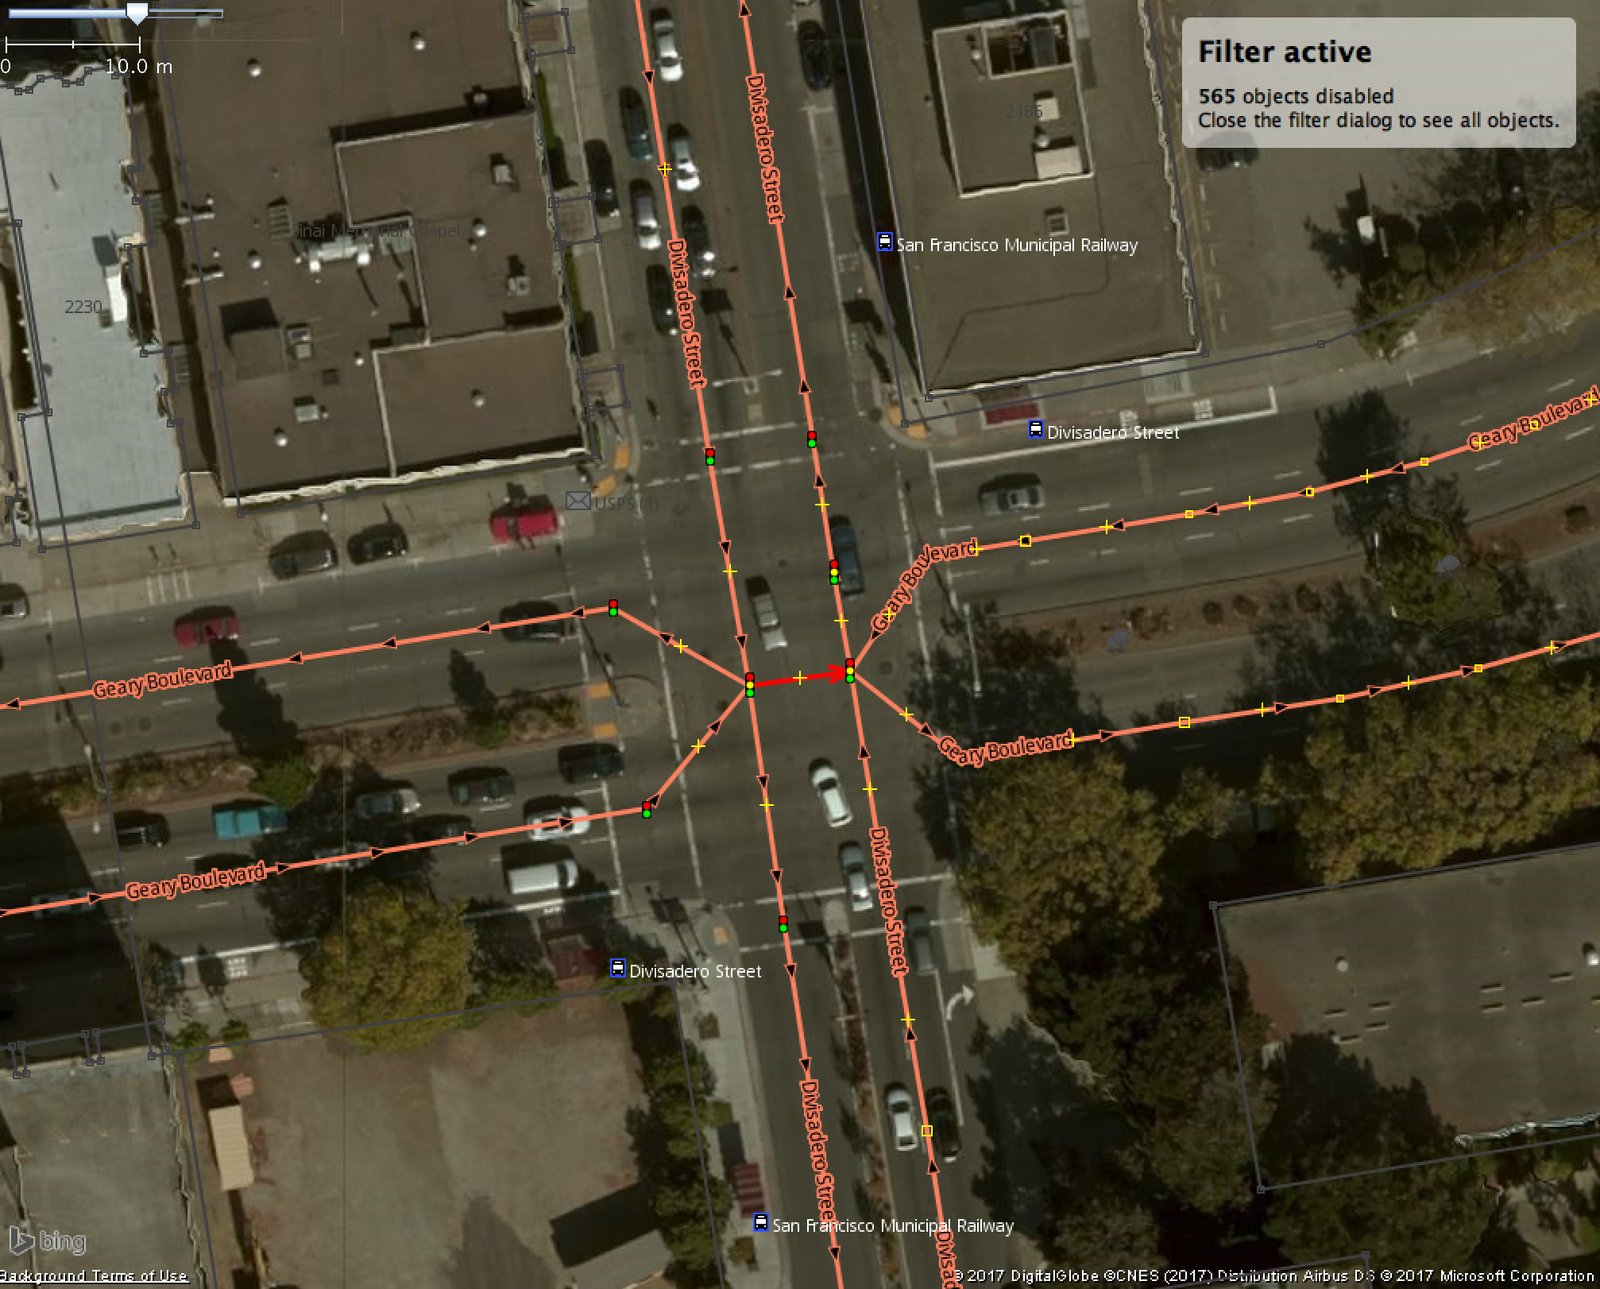 0
10.0 m
Filter active
565 objects disabled
Close the filter dialog to see all objects.
Divisadero Street
2186
Sinai Memorial Chapel
San Francisco Municipal Railway
Divisadero Street
2230
Divisadero Street
Geary Boulevard
USPS (1)
Geary Boulevard
Geary Boulevard
Geary Boulevard
Geary Boulevard
Divisadero Street
Divisadero Street
Divisadero Street
San Francisco Municipal Railway
Divisad
bing
Background Terms of Use
© 2017 DigitalGlobe ©CNES (2017) Distribution Airbus DS © 2017 Microsoft Corporation